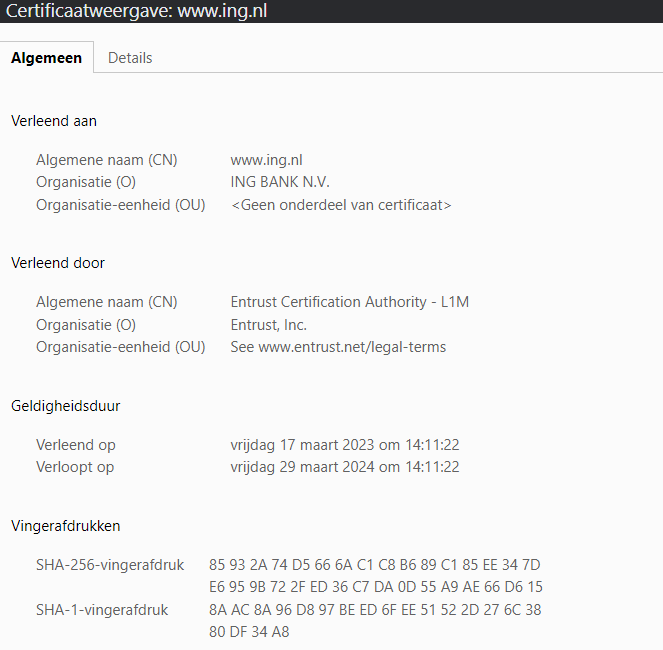 Certificaatweergave: www.ing.nl
Algemeen Details
Verleend aan
Algemene naam (CN) www.ing.nl
Organisatie (O) ING BANK N.V.
Organisatie-eenheid (OU) <Geen onderdeel van certificaat>
Verleend door
Algemene naam (CN) Entrust Certification Authority - L1M
Organisatie (O) Entrust, Inc.
Organisatie-eenheid (OU) See www.entrust.net/legal-terms
Geldigheidsduur
Verleend op vrijdag 17 maart 2023 om 14:11:22
Verloopt op vrijdag 29 maart 2024 om 14:11:22
Vingerafdrukken
SHA-256-vingerafdruk 85 93 2A 74 D5 66 6A C1 C8 B6 89 C1 85 EE 34 7D
E6 95 9B 72 2F ED 36 C7 DA 0D 55 A9 AE 66 D6 15
SHA-1-vingerafdruk 8A AC 8A 96 D8 97 BE ED 6F EE 51 52 2D 27 6C 38
80 DF 34 A8